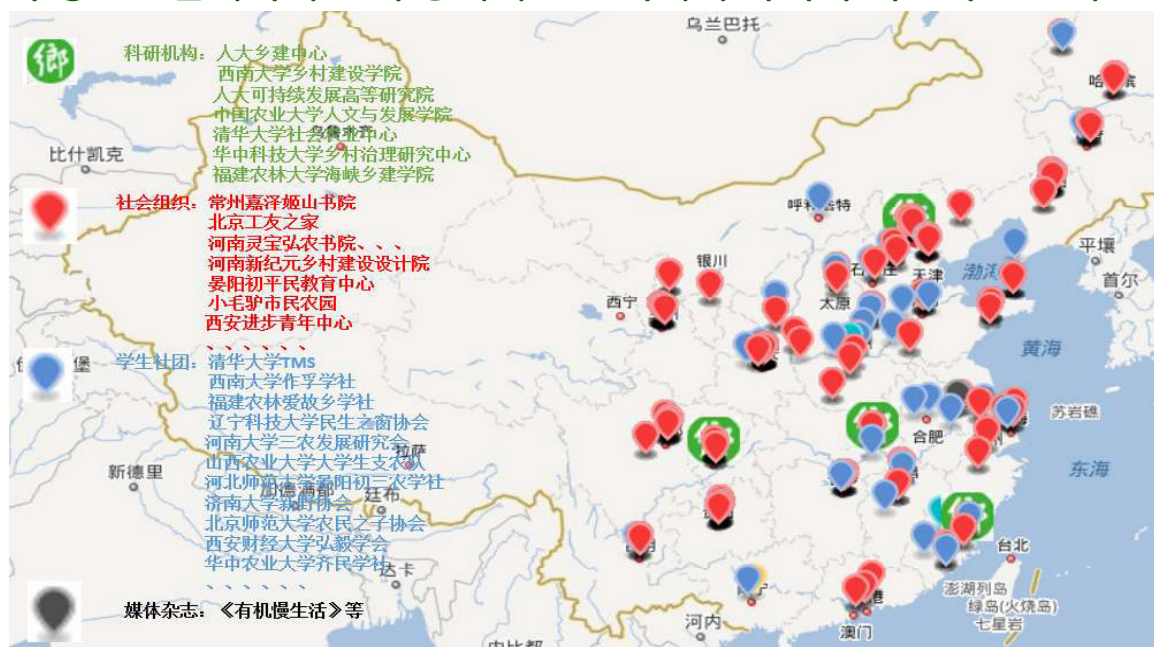 乡
科研机构：人大乡建中心
西南大学乡村建设学院
人大可持续发展高等研究院
中国农业大学人文与发展学院
清华大学社会农业中心
华中科技大学乡村治理研究中心
福建农林大学海峡乡建学院
社会组织：常州嘉泽姬山书院
北京工友之家
河南灵宝弘农书院、、、
河南新纪元乡村建设设计院
晏阳初平民教育中心
小毛驴市民农园
西安进步青年中心
、、、、、、
学生社团：清华大学TMS
西南大学作孚学社
福建农林爱故乡学社
辽宁科技大学民生之窗协会
河南大学三农发展研究会
山西农业大学大学生支农队
河北师范大学晏阳初三农学社
济南大学新野协会
北京师范大学农民之子协会
西安财经大学弘毅学会
华中农业大学齐民学社
、、、、、、
媒体杂志：《有机慢生活》等
乌兰巴托
比什凯克
银川
西宁
太原
天津
平壤
首尔
黄海
合肥
苏岩礁
东海
新德里
拉萨
加德满都
廷布
达卡
台北
澎湖列岛
绿岛(火烧岛)
七星岩
河内
澳门
内比都